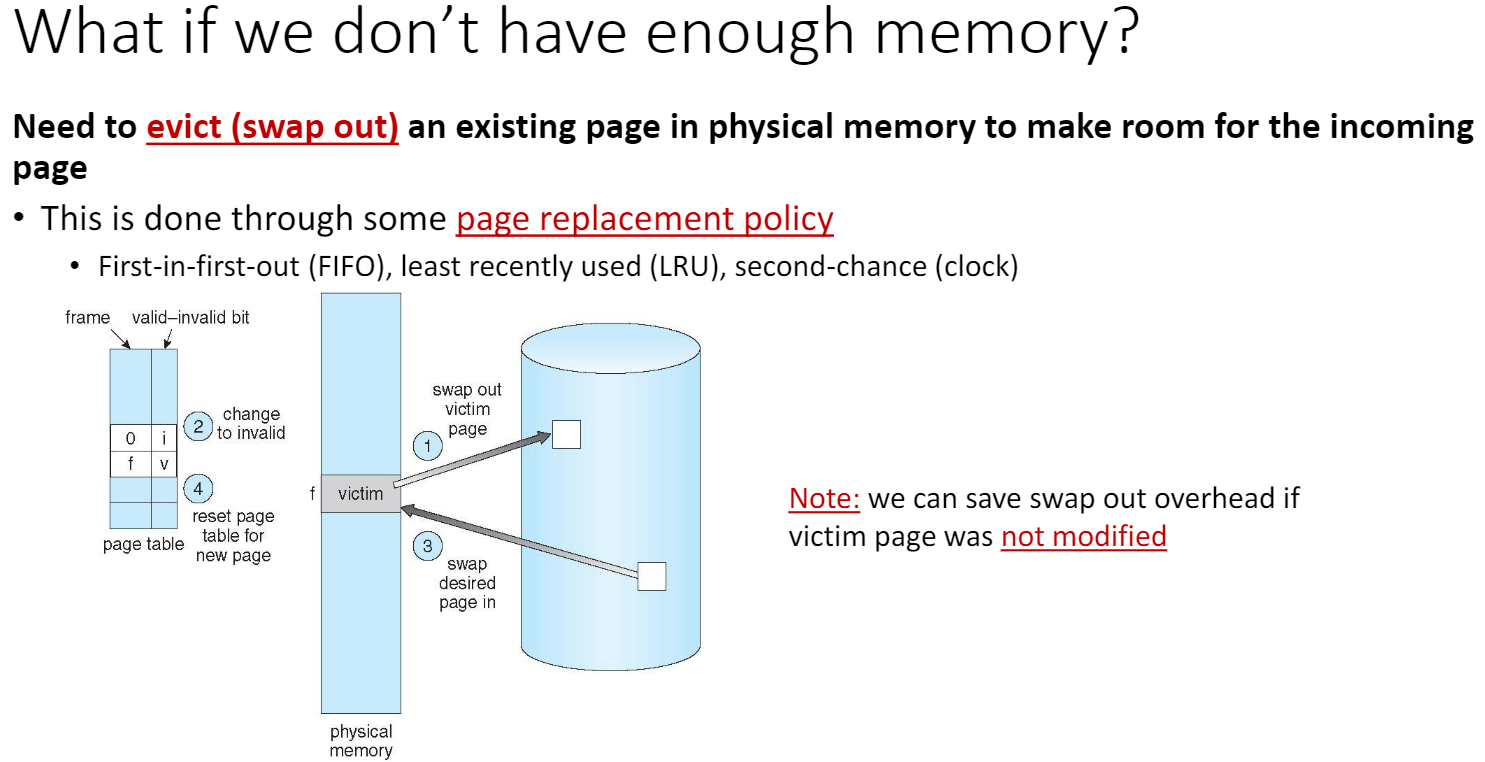 What if we don’t have enough memory?
Need to evict (swap out) an existing page in physical memory to make room for the incoming
page
• This is done through some page replacement policy
• First-in-first-out (FIFO), least recently used (LRU), second-chance (clock)
frame
valid–invalid bit
0 i
f v
2
change
to invalid
4
reset page
table for
new page
page table
f
victim
physical
memory
1
swap out
victim
page
3
swap
desired
page in
Note: we can save swap out overhead if
victim page was not modified